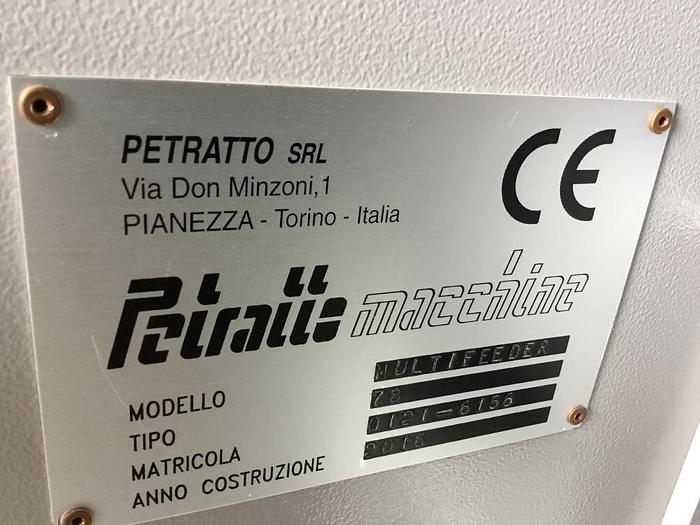 PETRATTO SRL
Via Don Minzoni,1
PIANEZZA - Torino - Italia
CE
Petratto macchine
MODELLO MULTIFEEDER
TIPO 78
MATRICOLA 0121-6156
ANNO COSTRUZIONE